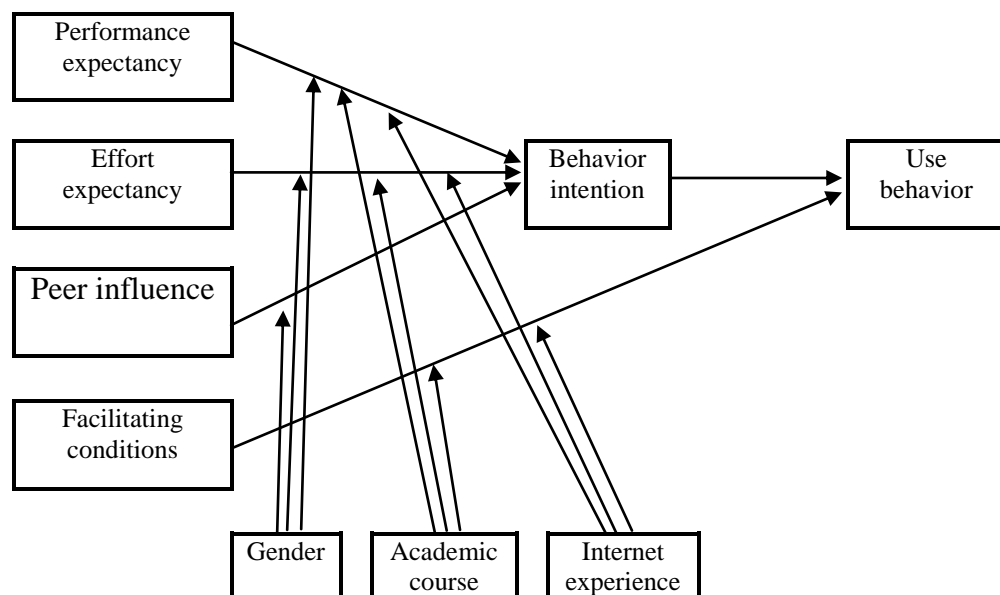 Performance
expectancy
Effort
expectancy
Behavior
intention
Use
behavior
Peer influence
Facilitating
conditions
Gender
Academic
course
Internet
experience